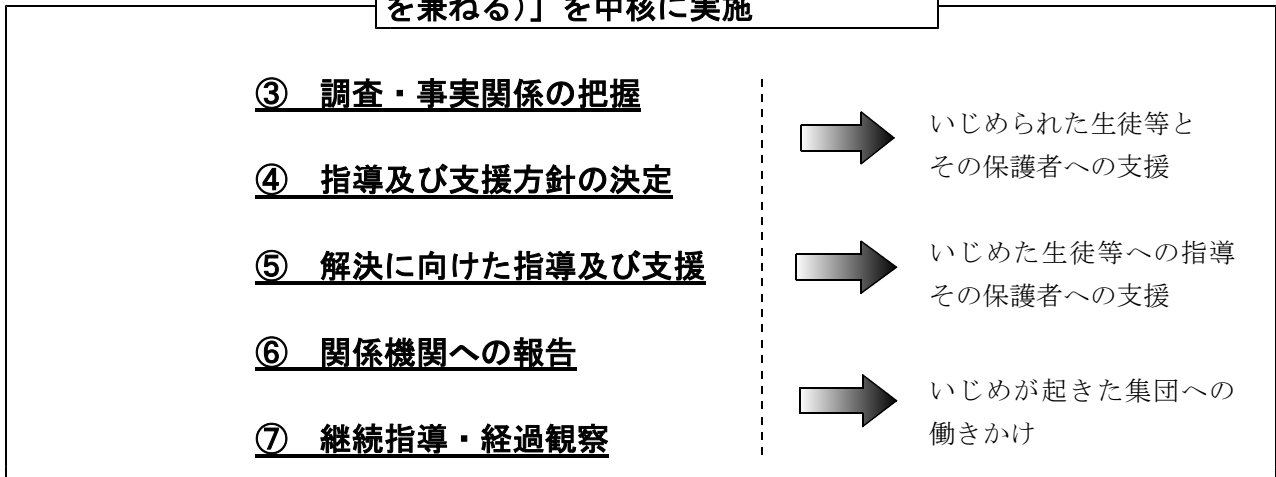 を兼ねる）」を中核に実施
③　調査・事実関係の把握
④　指導及び支援方針の決定
⑤　解決に向けた指導及び支援
⑥　関係機関への報告
⑦　継続指導・経過観察
いじめられた生徒等と
その保護者への支援
いじめた生徒等への指導
その保護者への支援
いじめが起きた集団への
働きかけ